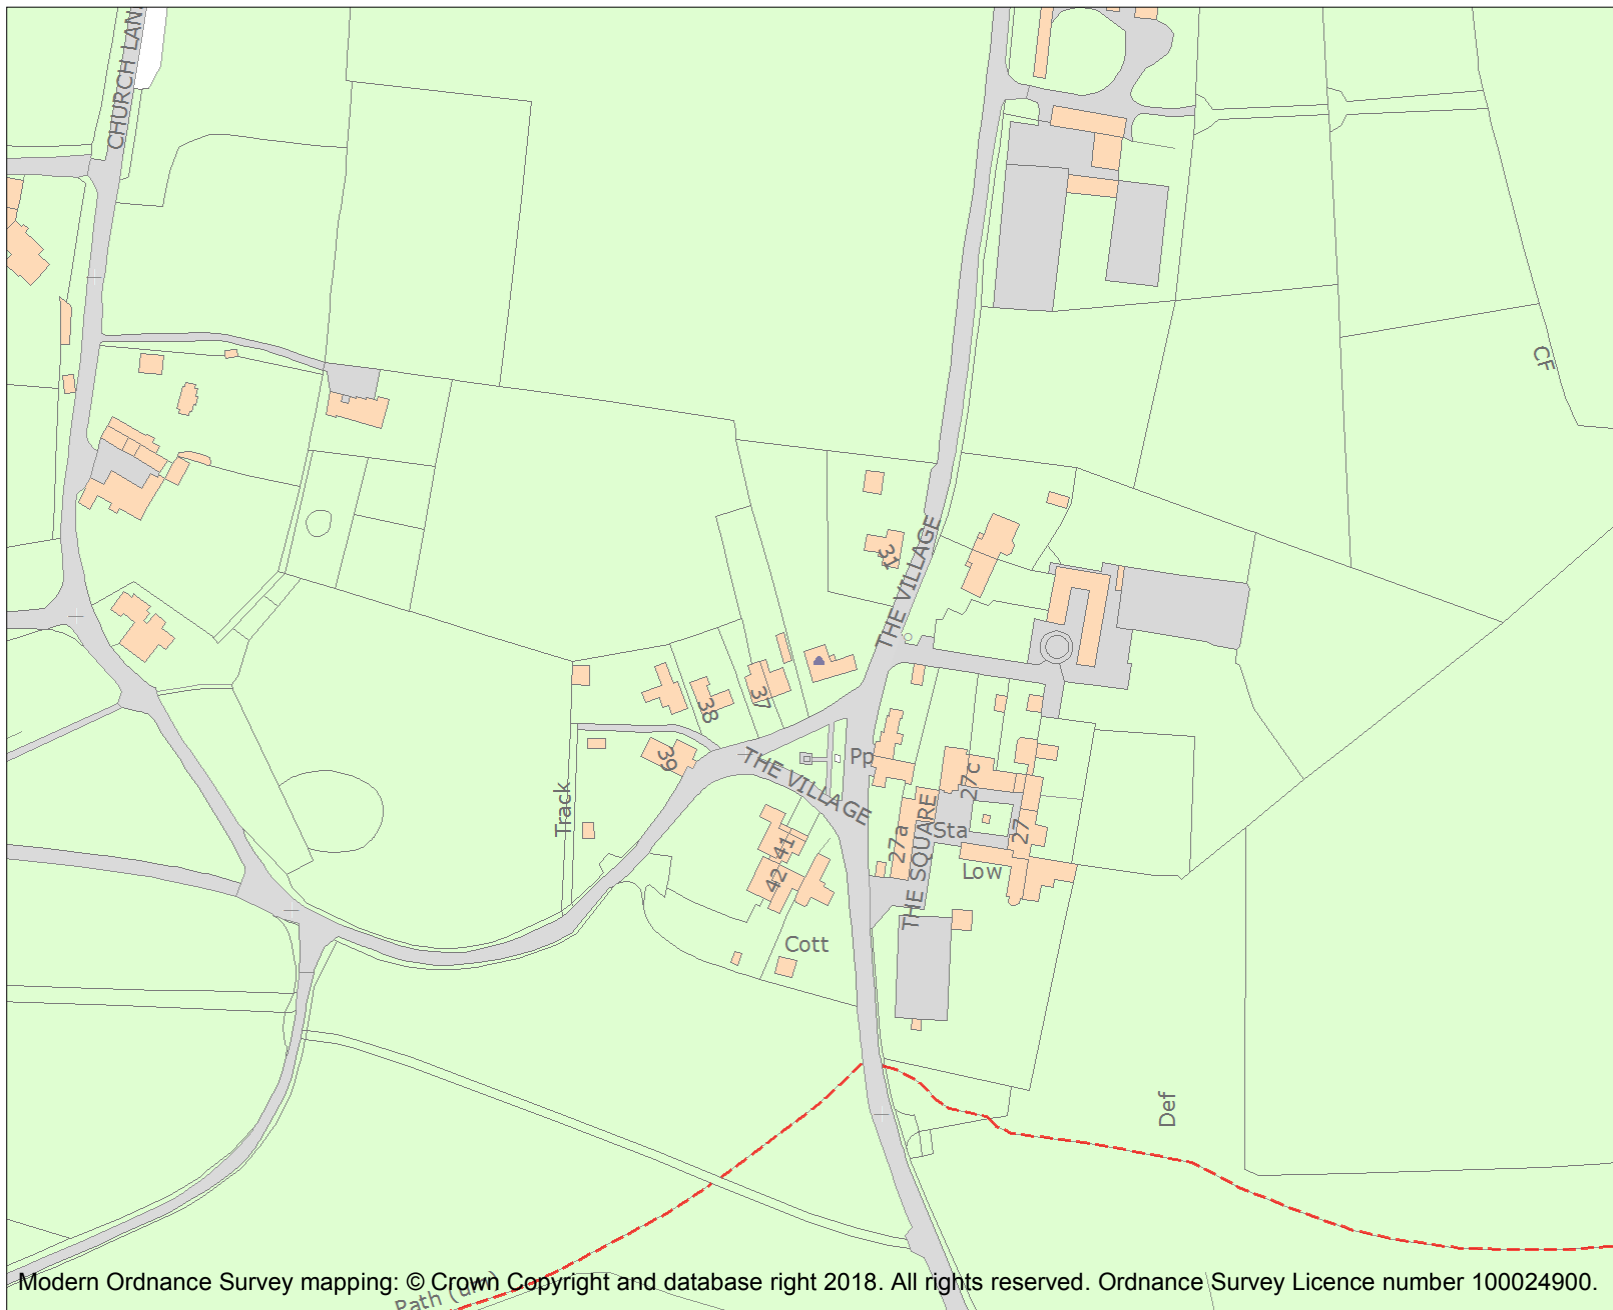 CHURCH LANE
CF
31
THE VILLAGE
37
38
39
THE VILLAGE
Pp
27c
Track
27a
Sta
27
41
THE SQUARE
42
Low
Cott
Def
Path (um)
Modern Ordnance Survey mapping: © Crown Copyright and database right 2018. All rights reserved. Ordnance Survey Licence number 100024900.